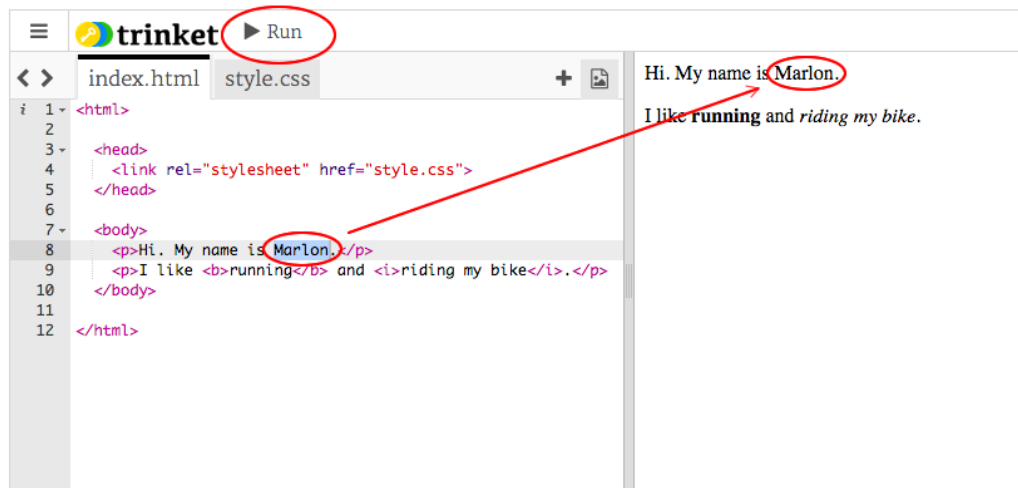 trinket Run
index.html style.css
i 1 <html>
2
3 <head>
4 <link rel="stylesheet" href="style.css">
5 </head>
6
7 <body>
8 <p>Hi. My name is Marlon.</p>
9 <p>I like <b>running</b> and <i>riding my bike</i>.</p>
10 </body>
11
12 </html>
Hi. My name is Marlon.
I like running and riding my bike.